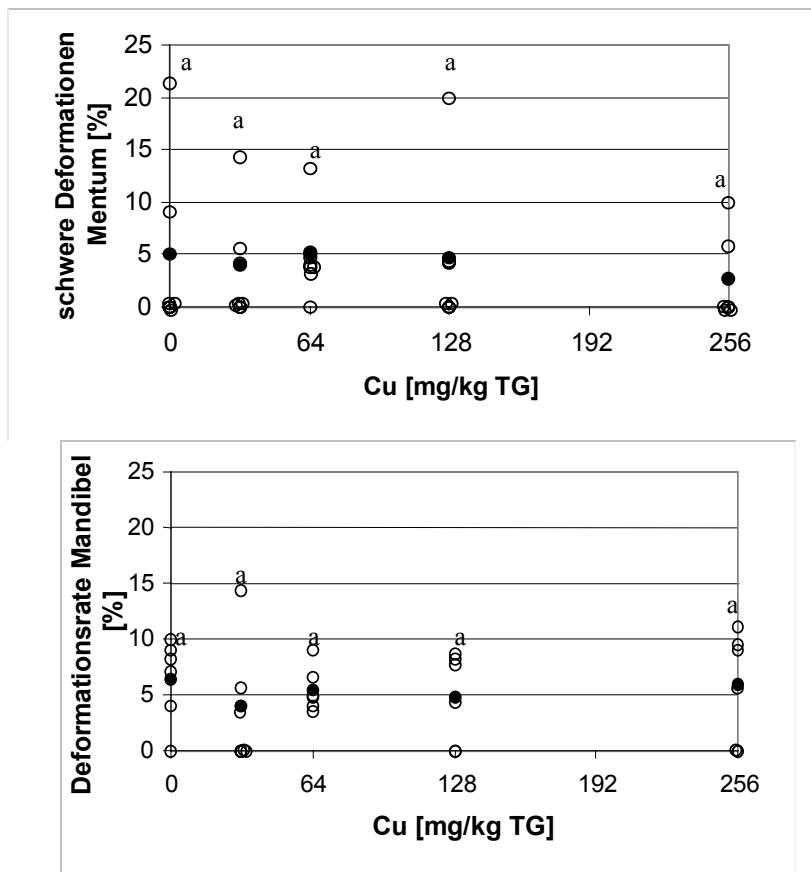 schwere Deformationen
Mentum [%]
25
20
15
10
5
0
a
a
a
a
a
0
64
128
192
256
Cu [mg/kg TG]
Deformationsrate Mandibel
[%]
25
20
15
10
5
0
a
a
a
a
a
0
64
128
192
256
Cu [mg/kg TG]